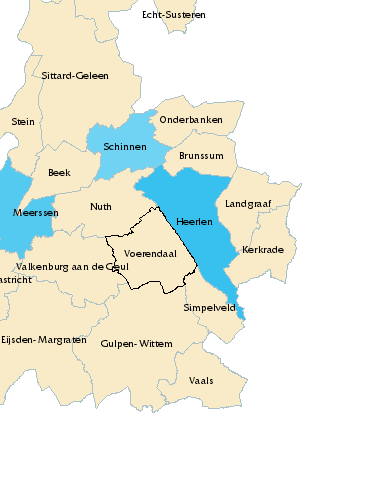 Echt-Susteren
Sittard-Geleen
Stein
Onderbanken
Schinnen
Brunssum
Beek
Nuth
Landgraaf
Meerssen
Heerlen
Voerendaal
Kerkrade
Valkenburg aan de Geul
astricht
Simpelveld
Eijsden-Margraten
Gulpen-Wittem
Vaals